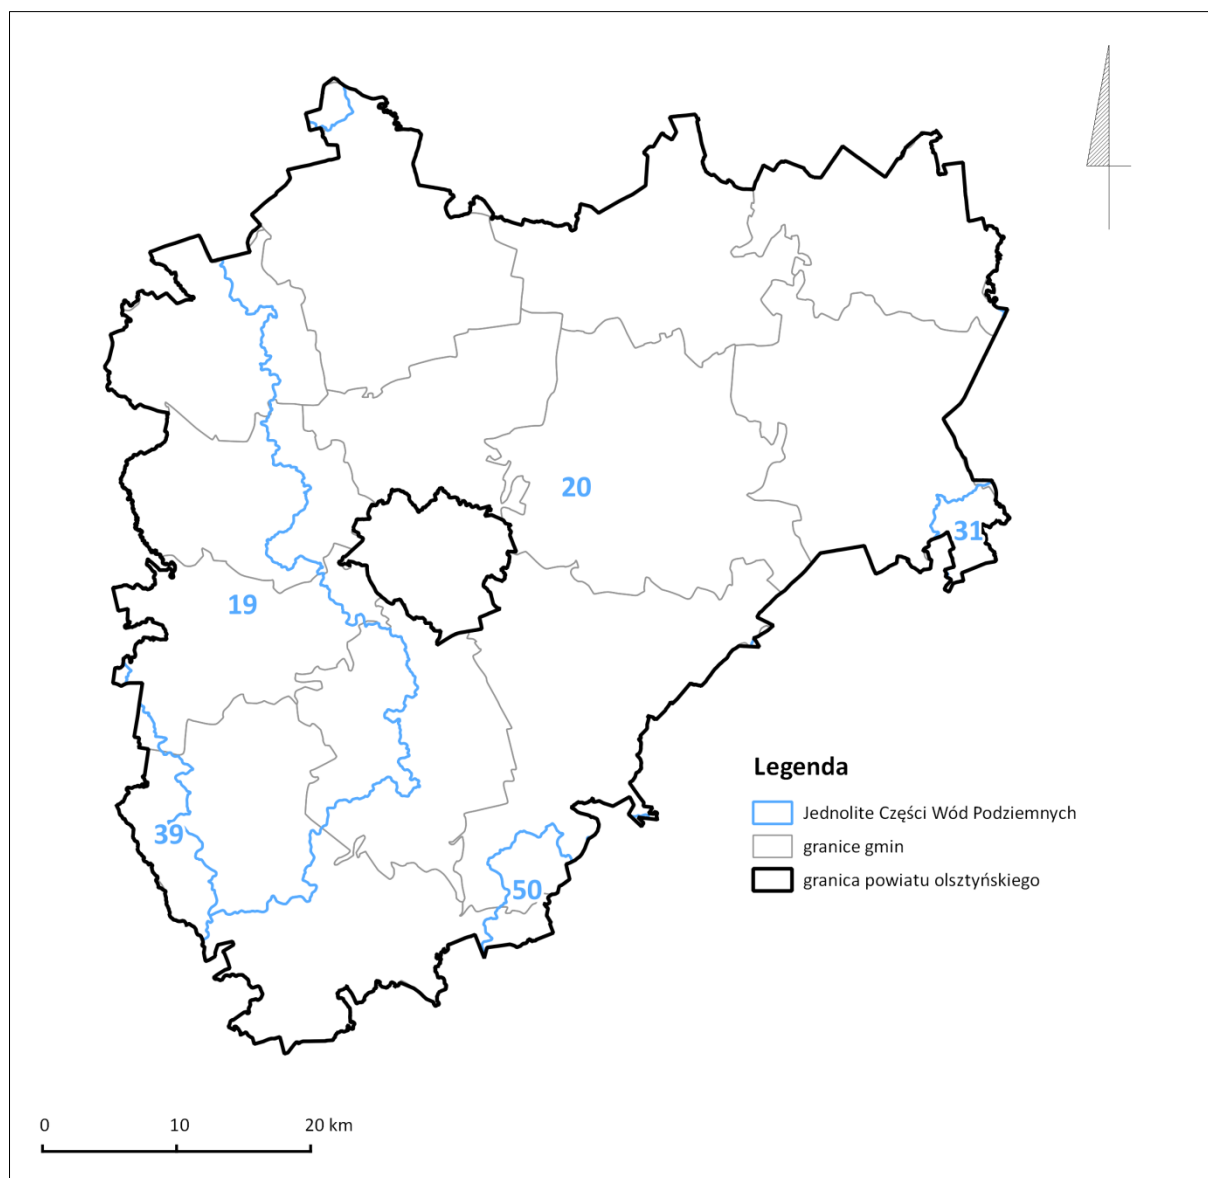 20
31
19
39
50
Legenda
Jednolite Części Wód Podziemnych
granice gmin
granica powiatu olsztyńskiego
0 10 20 km